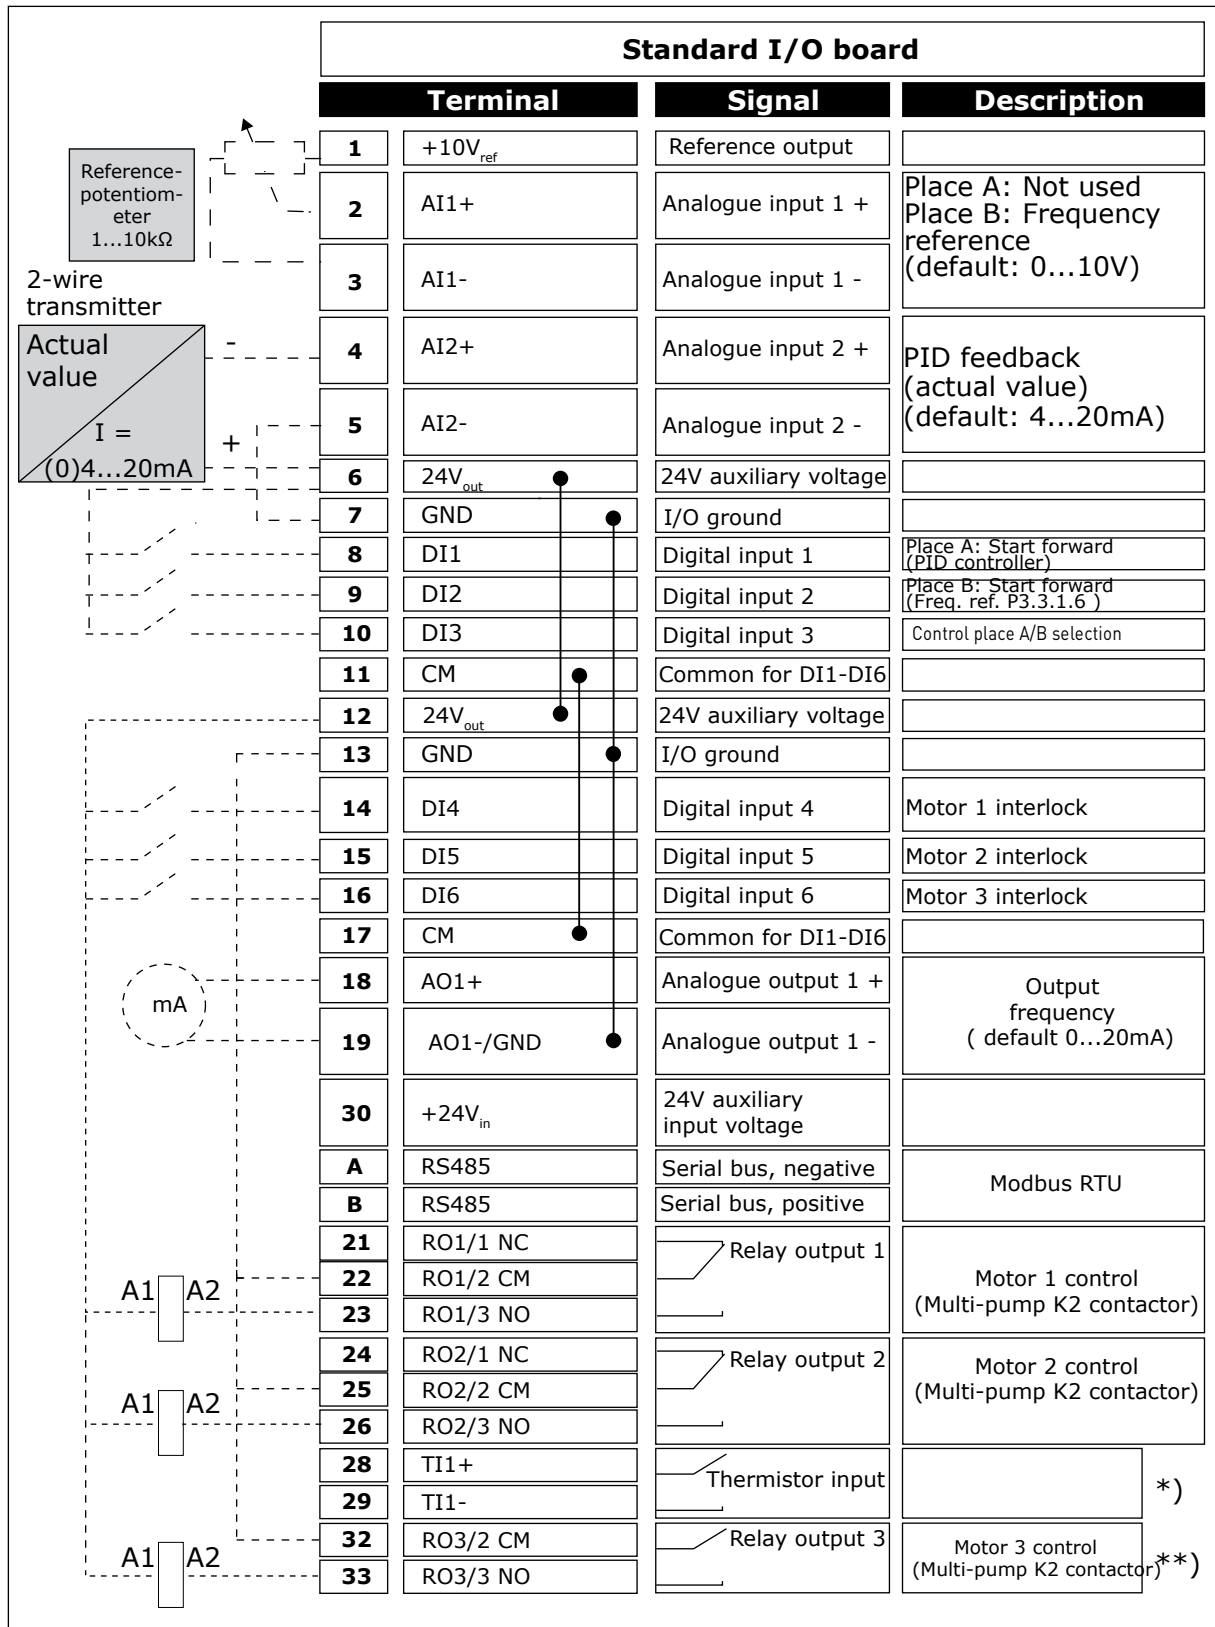 Standard I/O board
Terminal Signal Description
Reference-
potentiom-
eter
1...10kΩ
1 +10Vref Reference output
2 AI1+ Analogue input 1 +
3 AI1- Analogue input 1 -
Place A: Not used
Place B: Frequency
reference
(default: 0...10V)
2-wire
transmitter
Actual
value
I =
(0)4...20mA
-
+
4 AI2+ Analogue input 2 +
5 AI2- Analogue input 2 -
PID feedback
(actual value)
(default: 4...20mA)
6 24Vout 24V auxiliary voltage
7 GND I/O ground
8 DI1 Digital input 1
Place A: Start forward
(PID controller)
9 DI2 Digital input 2
Place B: Start forward
(Freq. ref. P3.3.1.6 )
10 DI3 Digital input 3 Control place A/B selection
11 CM Common for DI1-DI6
12 24Vout 24V auxiliary voltage
13 GND I/O ground
14 DI4 Digital input 4 Motor 1 interlock
15 DI5 Digital input 5 Motor 2 interlock
16 DI6 Digital input 6 Motor 3 interlock
17 CM Common for DI1-DI6
mA
18 AO1+ Analogue output 1 +
19 AO1-/GND Analogue output 1 -
Output
frequency
( default 0...20mA)
30 +24Vin
24V auxiliary
input voltage
A RS485 Serial bus, negative
B RS485 Serial bus, positive
Modbus RTU
21 RO1/1 NC
22 RO1/2 CM
23 RO1/3 NO
A1 A2
Relay output 1
Motor 1 control
(Multi-pump K2 contactor)
24 RO2/1 NC
25 RO2/2 CM
26 RO2/3 NO
A1 A2
Relay output 2
Motor 2 control
(Multi-pump K2 contactor)
28 TI1+
29 TI1-
Thermistor input
*)
32 RO3/2 CM
33 RO3/3 NO
A1 A2
Relay output 3
Motor 3 control
(Multi-pump K2 contactor)
**)